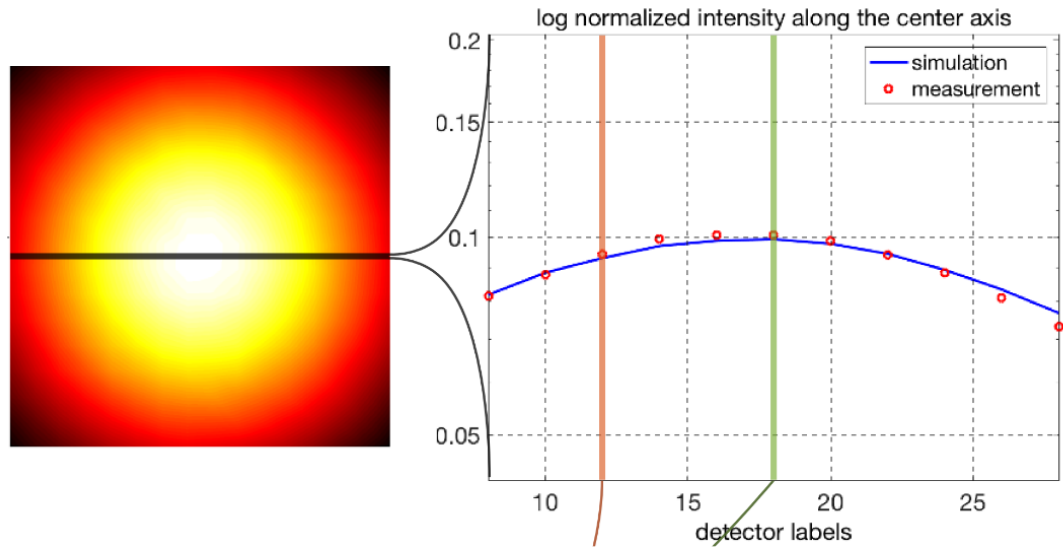 log normalized intensity along the center axis
0.2
simulation
measurement
0.15
0.1
0.05
10 15 20 25
detector labels